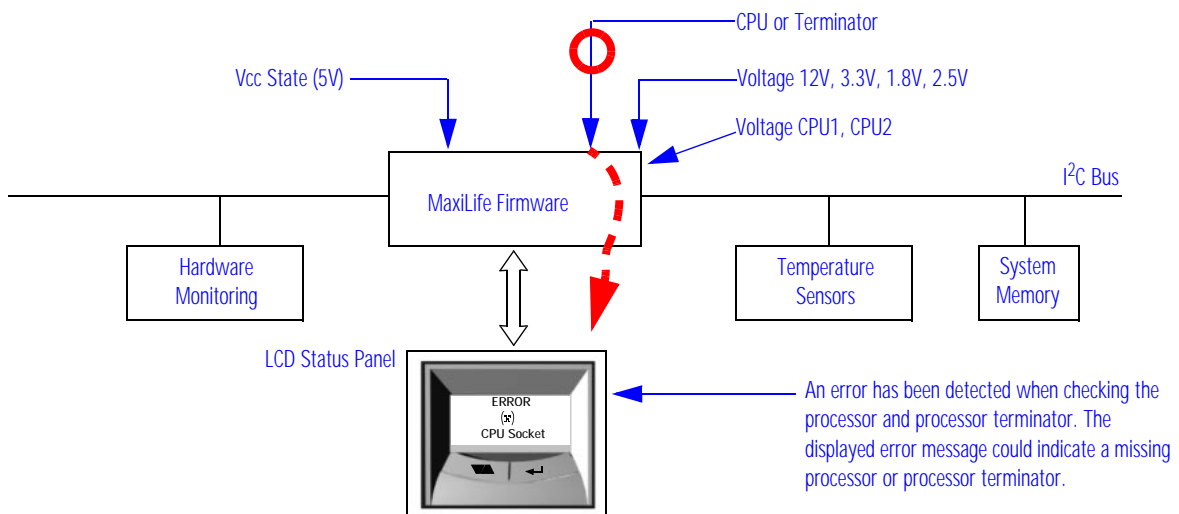 CPU or Terminator
Vcc State (5V)
Voltage 12V, 3.3V, 1.8V, 2.5V
Voltage CPU1, CPU2
I²C Bus
MaxiLife Firmware
Hardware
Monitoring
Temperature
Sensors
System
Memory
LCD Status Panel
ERROR
CPU Socket
An error has been detected when checking the
processor and processor terminator. The
displayed error message could indicate a missing
processor or processor terminator.